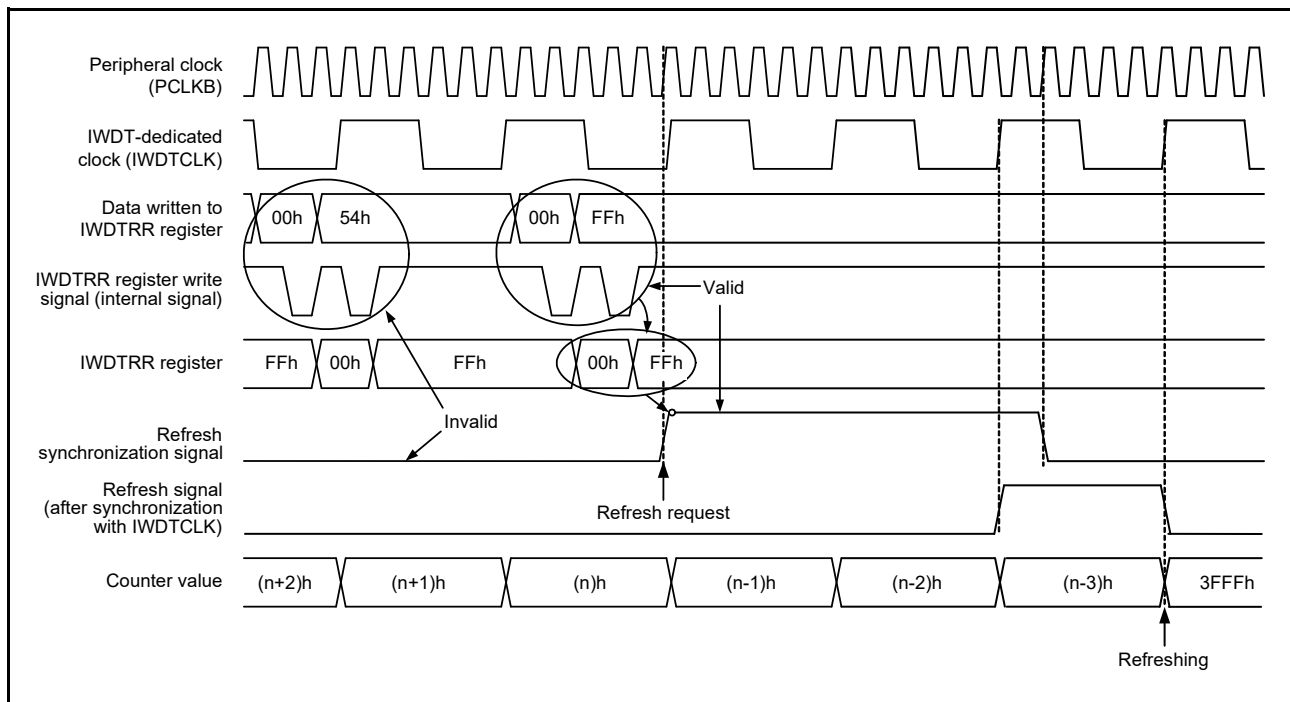 Peripheral clock
(PCLKB)
IWDT-dedicated
clock (IWDTCLK)
Data written to
IWDTRR register
00h 54h 00h FFh
IWDTRR register write
signal (internal signal)
Valid
IWDTRR register
FFh 00h FFh 00h FFh
Invalid
Refresh
synchronization signal
Refresh signal
(after synchronization
with IWDTCLK)
Refresh request
Counter value
(n+2)h (n+1)h (n)h (n-1)h (n-2)h (n-3)h 3FFFh
Refreshing